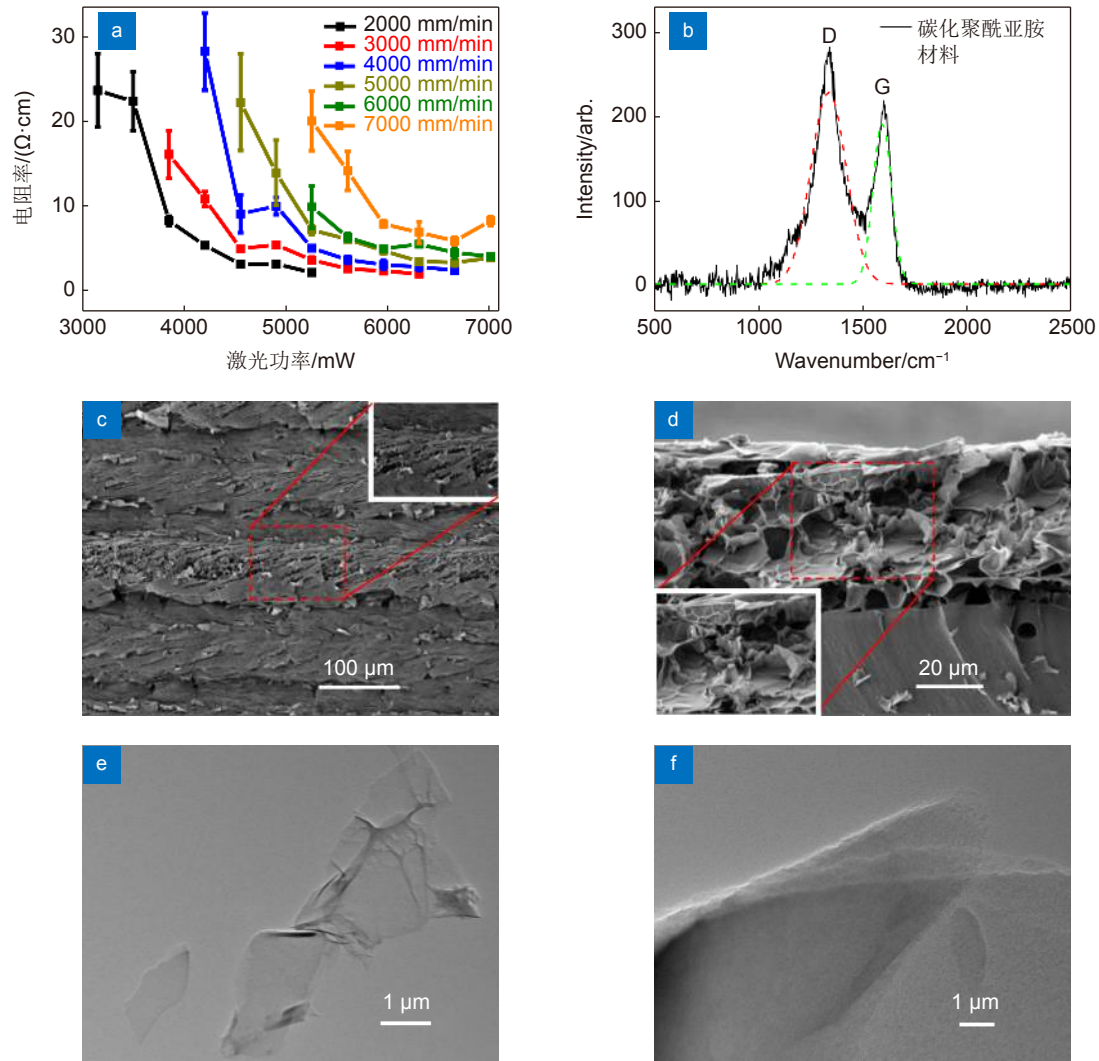 a
2000 mm/min
3000 mm/min
4000 mm/min
5000 mm/min
6000 mm/min
7000 mm/min
30
20
10
0
电阻率/(Ω·cm)
3000
4000
5000
6000
7000
激光功率/mW
b
碳化聚酰亚胺
材料
D
G
300
200
100
0
Intensity/arb.
500
1000
1500
2000
2500
Wavenumber/cm⁻¹
c
100 μm
d
20 μm
e
1 μm
f
1 μm